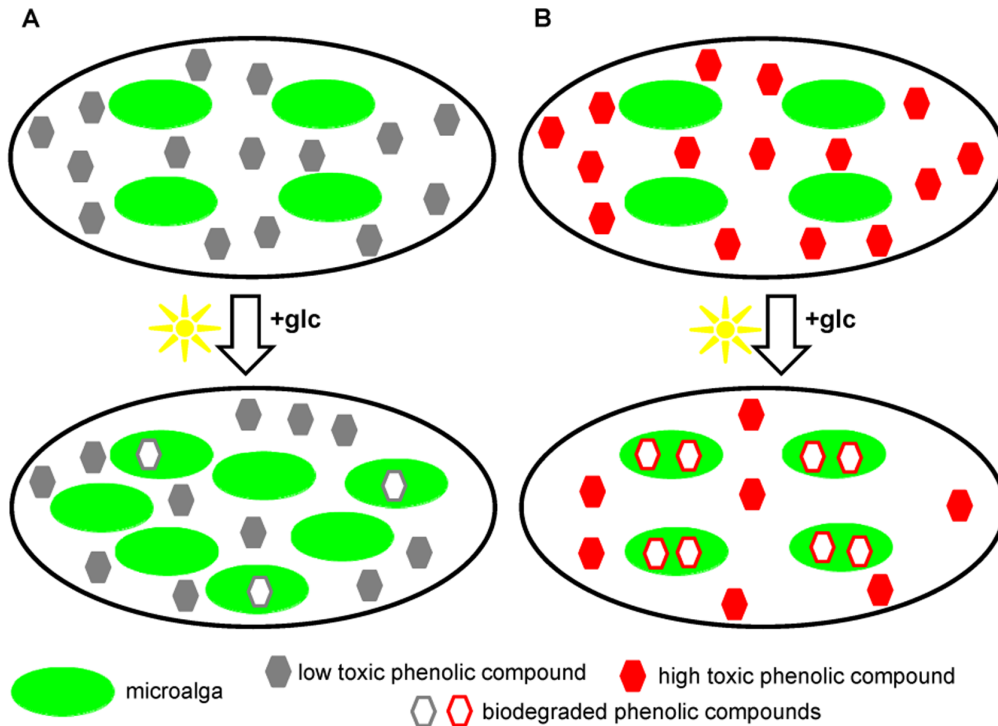 A
B
+glc
+glc
microalga
low toxic phenolic compound
high toxic phenolic compound
biodegraded phenolic compounds